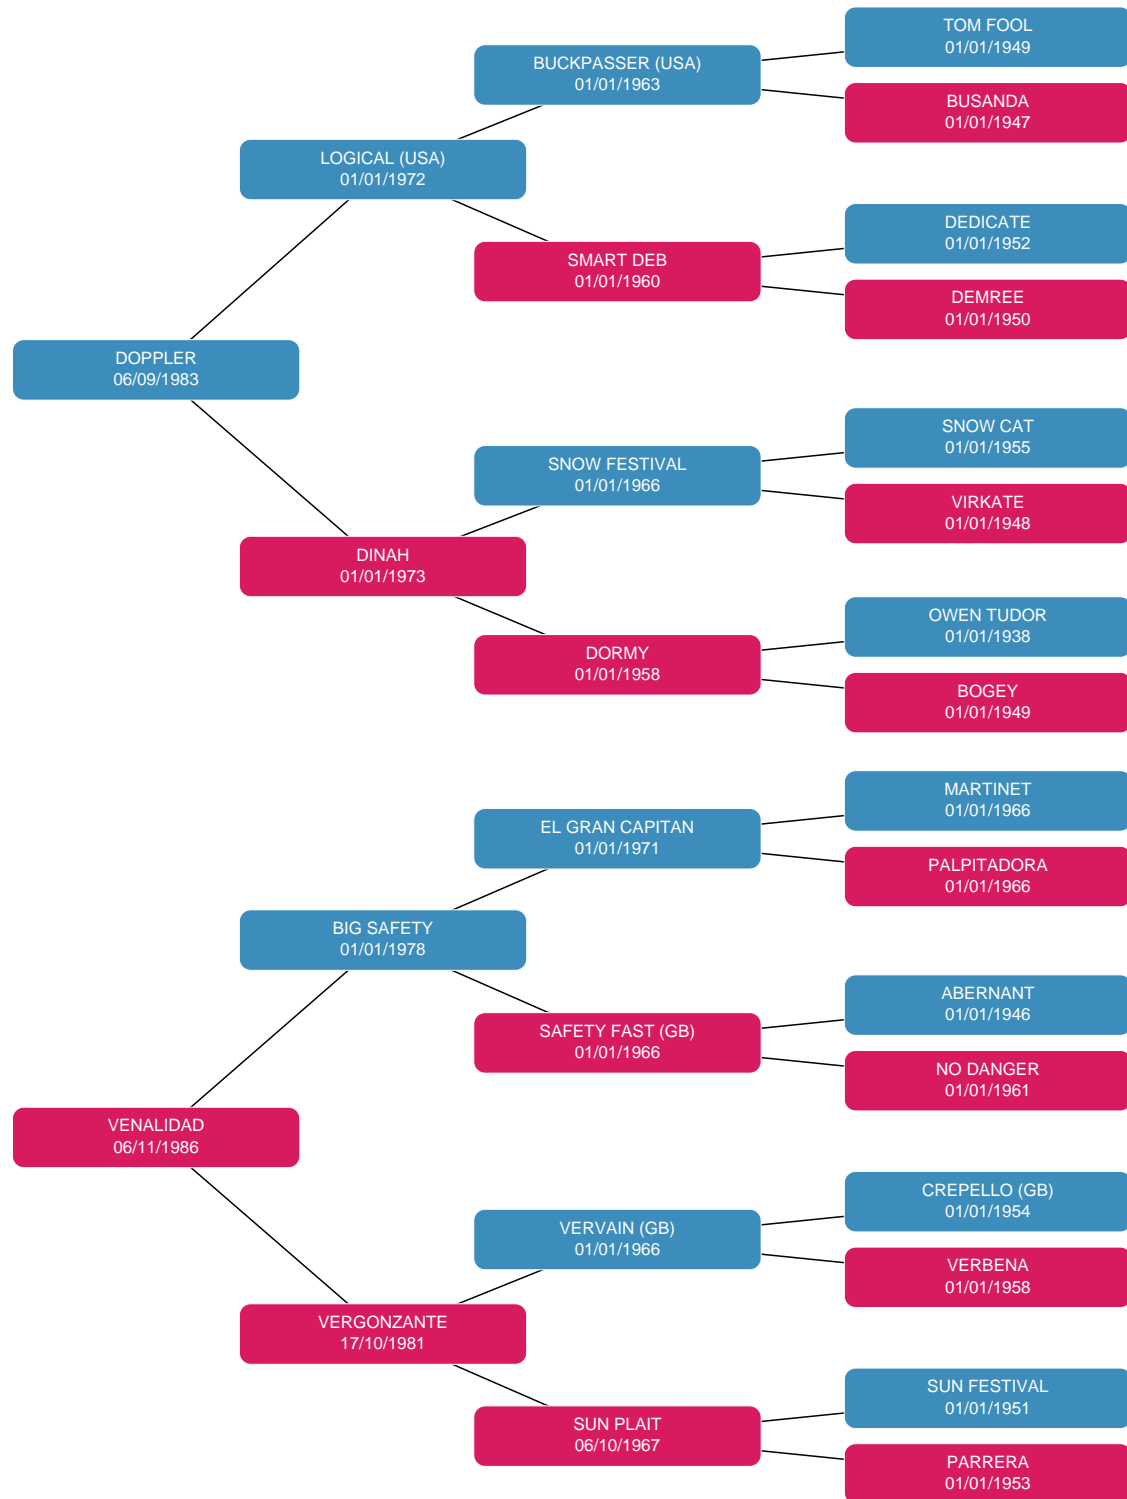 TOM FOOL
01/01/1949
BUCKPASSER (USA)
01/01/1963
BUSANDA
01/01/1947
LOGICAL (USA)
01/01/1972
DEDICATE
01/01/1952
SMART DEB
01/01/1960
DEMREE
01/01/1950
DOPPLER
06/09/1983
SNOW CAT
01/01/1955
SNOW FESTIVAL
01/01/1966
VIRKATE
01/01/1948
DINAH
01/01/1973
OWEN TUDOR
01/01/1938
DORMY
01/01/1958
BOGEY
01/01/1949
MARTINET
01/01/1966
EL GRAN CAPITAN
01/01/1971
PALPITADORA
01/01/1966
BIG SAFETY
01/01/1978
ABERNANT
01/01/1946
SAFETY FAST (GB)
01/01/1966
NO DANGER
01/01/1961
VENALIDAD
06/11/1986
CREPELLO (GB)
01/01/1954
VERVAIN (GB)
01/01/1966
VERBENA
01/01/1958
VERGONZANTE
17/10/1981
SUN FESTIVAL
01/01/1951
SUN PLAIT
06/10/1967
PARRERA
01/01/1953